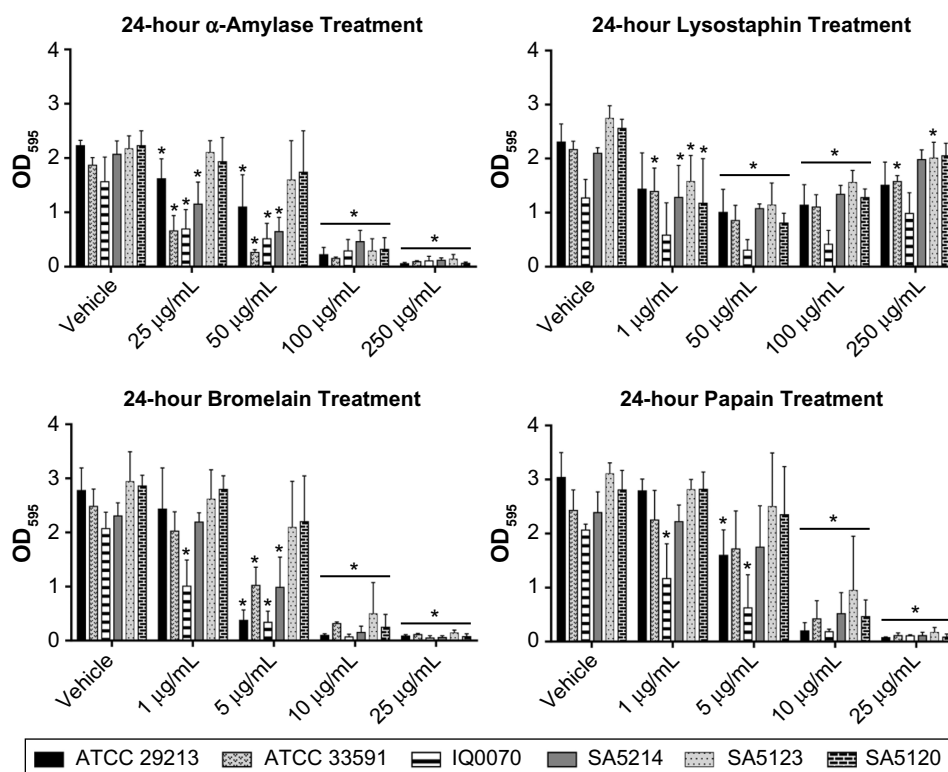 24-hour α-Amylase Treatment
4
3
2
1
0
OD595
* * * * * * * * * *
Vehicle
25 µg/mL
50 µg/mL
100 µg/mL
250 µg/mL
24-hour Lysostaphin Treatment
4
3
2
1
0
OD595
* * * * * * * *
Vehicle
1 µg/mL
50 µg/mL
100 µg/mL
250 µg/mL
24-hour Bromelain Treatment
4
3
2
1
0
OD595
* * * * * * *
Vehicle
1 µg/mL
5 µg/mL
10 µg/mL
25 µg/mL
24-hour Papain Treatment
4
3
2
1
0
OD595
* * * * *
Vehicle
1 µg/mL
5 µg/mL
10 µg/mL
25 µg/mL
ATCC 29213 ATCC 33591 IQ0070 SA5214 SA5123 SA5120